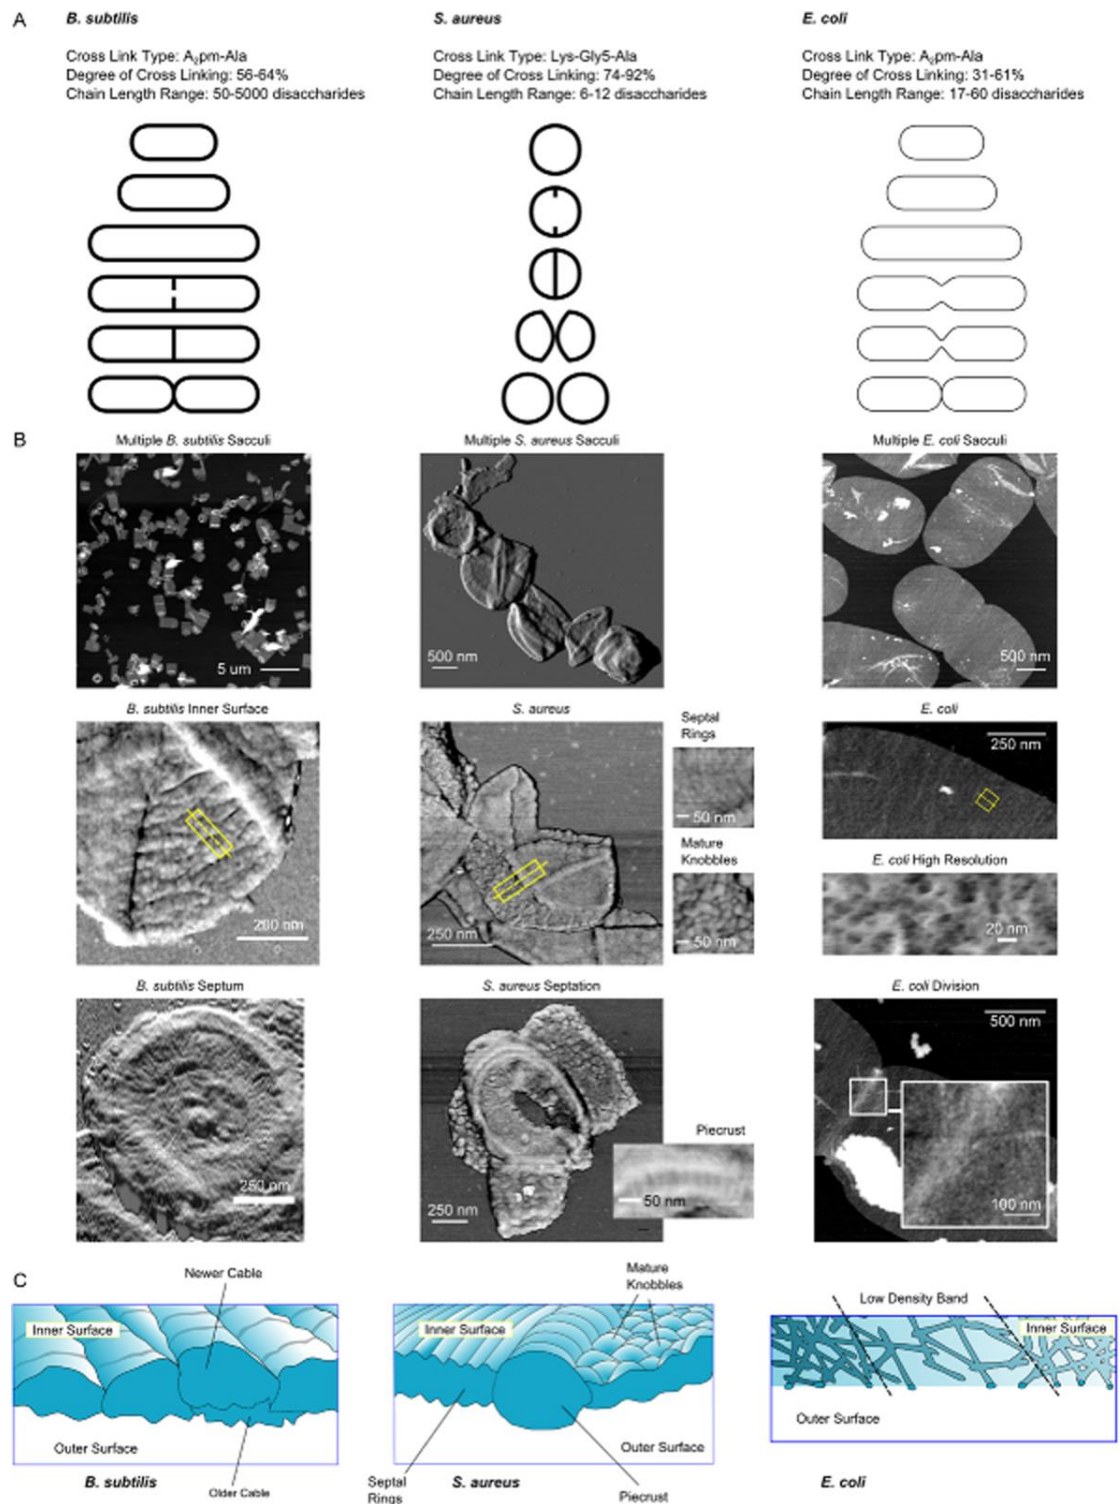 A
B. subtilis
Cross Link Type: A₂pm-Ala
Degree of Cross Linking: 56-64%
Chain Length Range: 50-5000 disaccharides
S. aureus
Cross Link Type: Lys-Gly5-Ala
Degree of Cross Linking: 74-92%
Chain Length Range: 6-12 disaccharides
E. coli
Cross Link Type: A₂pm-Ala
Degree of Cross Linking: 31-61%
Chain Length Range: 17-60 disaccharides
B
Multiple B. subtilis Sacculi
5 um
Multiple S. aureus Sacculi
500 nm
Multiple E. coli Sacculi
500 nm
B. subtilis Inner Surface
200 nm
S. aureus
250 nm
Septal
Rings
50 nm
Mature
Knobbles
50 nm
E. coli
250 nm
E. coli High Resolution
20 nm
B. subtilis Septum
250 nm
S. aureus Septation
250 nm
Piecrust
50 nm
E. coli Division
500 nm
100 nm
C
Newer Cable
Inner Surface
Outer Surface
Older Cable
B. subtilis
Mature
Knobbles
Inner Surface
Outer Surface
Septal
Rings
Piecrust
S. aureus
Low Density Band
Inner Surface
Outer Surface
E. coli